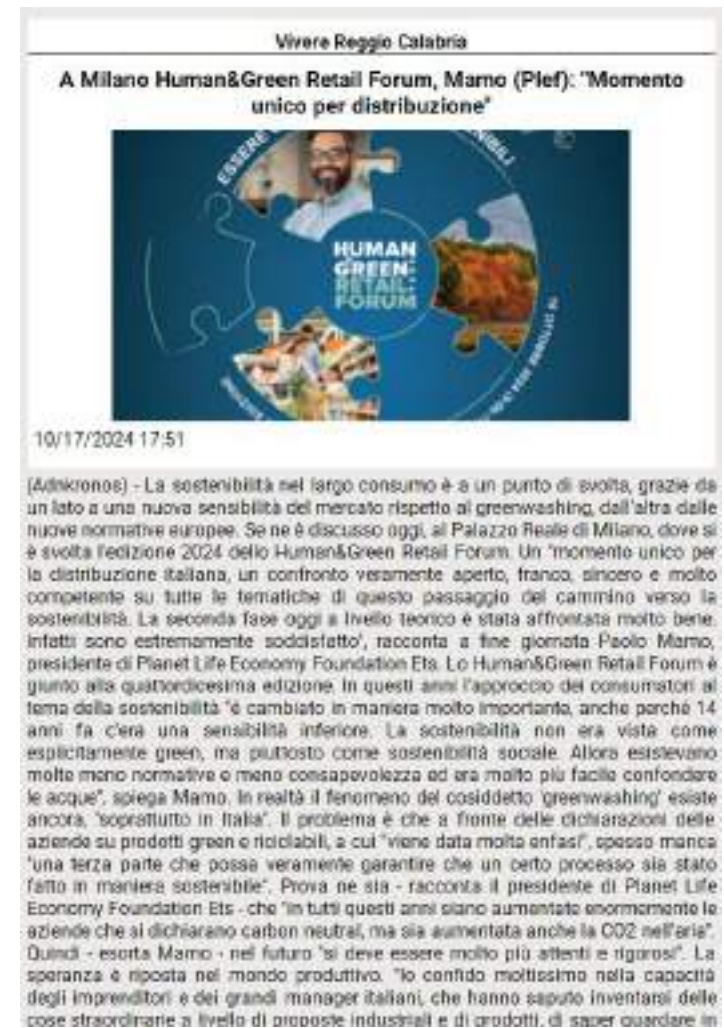 Vivere Reggio Calabria
A Milano Human&Green Retail Forum, Mamo (Plef): "Momento
unico per distribuzione"
ESSERE
NIBILI
HUMAN
GREEN
RETAIL
FORUM
10/17/2024 17:51
(Adnkronos) - La sostenibilità nel largo consumo è a un punto di svolta, grazie da
un lato a una nuova sensibilità del mercato rispetto al greenwashing, dall'altra dalle
nuove normative europee. Se ne è discusso oggi, al Palazzo Reale di Milano, dove si
è svolta l'edizione 2024 dello Human&Green Retail Forum. Un "momento unico per
la distribuzione italiana, un confronto veramente aperto, franco, sincero e molto
competente su tutte le tematiche di questo passaggio del cammino verso la
sostenibilità. La seconda fase oggi a livello teorico è stata affrontata molto bene.
Infatti sono estremamente soddisfatto", racconta a fine giornata Paolo Mamo,
presidente di Planet Life Economy Foundation Ets. Lo Human&Green Retail Forum è
giunto alla quattordicesima edizione. In questi anni l'approccio dei consumatori al
tema della sostenibilità "è cambiato in maniera molto importante, anche perché 14
anni fa c'era una sensibilità inferiore. La sostenibilità non era vista come
esplicitamente green, ma piuttosto come sostenibilità sociale. Allora esistevano
molte meno normative e meno consapevolezza ed era molto più facile confondere
le acque", spiega Mamo. In realtà il fenomeno del cosiddetto 'greenwashing' esiste
ancora, "soprattutto in Italia". Il problema è che a fronte delle dichiarazioni delle
aziende su prodotti green e riciclabili, a cui "viene data molta enfasi", spesso manca
"una terza parte che possa veramente garantire che un certo processo sia stato
fatto in maniera sostenibile". Prova ne sia - racconta il presidente di Planet Life
Economy Foundation Ets - che "in tutti questi anni siano aumentate enormemente le
aziende che si dichiarano carbon neutral, ma sia aumentata anche la CO2 nell'aria".
Quindi - esorta Mamo - nel futuro "si deve essere molto più attenti e rigorosi". La
speranza è riposta nel mondo produttivo. "Io confido moltissimo nella capacità
degli imprenditori e dei grandi manager italiani, che hanno saputo inventarsi delle
cose straordinarie a livello di proposte industriali e di prodotti, di saper guardare in